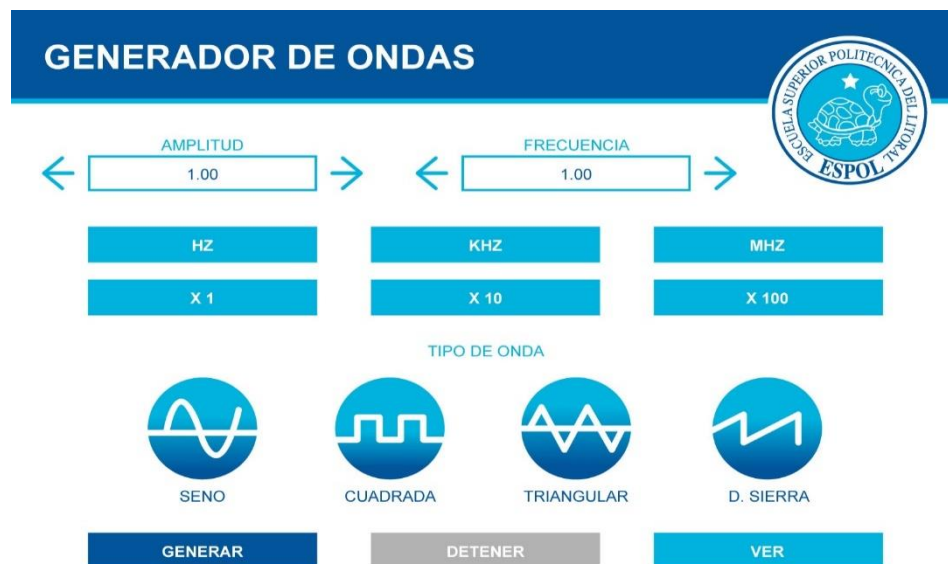 GENERADOR DE ONDAS
ESCUELA SUPERIOR POLITECNICA DEL LITORAL
ESPOL
AMPLITUD FRECUENCIA
1.00 1.00
HZ KHZ MHZ
X 1 X 10 X 100
TIPO DE ONDA
SENO CUADRADA TRIANGULAR D. SIERRA
GENERAR DETENER VER